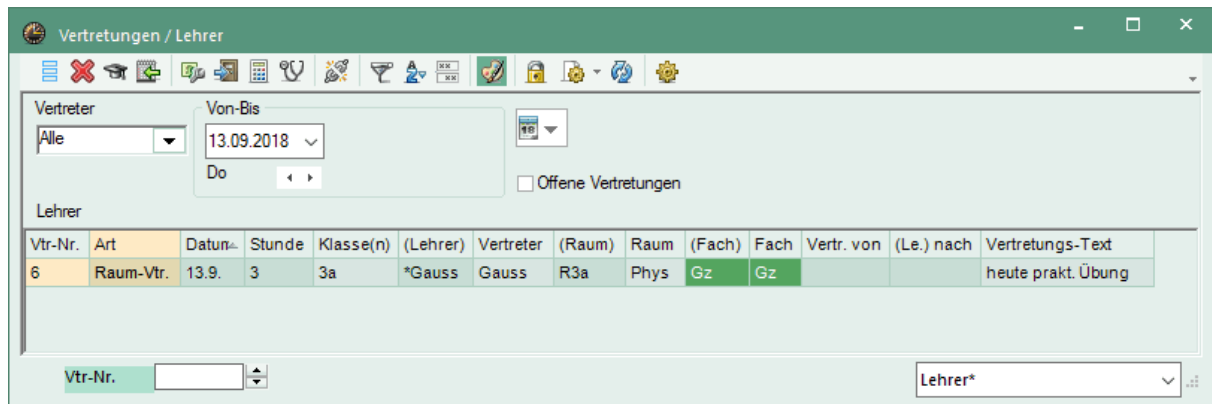 Vertretungen / Lehrer
Vertreter
Von-Bis
Alle
13.09.2018
18
Do
Offene Vertretungen
Lehrer
Vtr-Nr. Art Datum Stunde Klasse(n) (Lehrer) Vertreter (Raum) Raum (Fach) Fach Vertr. von (Le.) nach Vertretungs-Text
6 Raum-Vtr. 13.9. 3 3a *Gauss Gauss R3a Phys Gz Gz heute prakt. Übung
Vtr-Nr.
Lehrer*